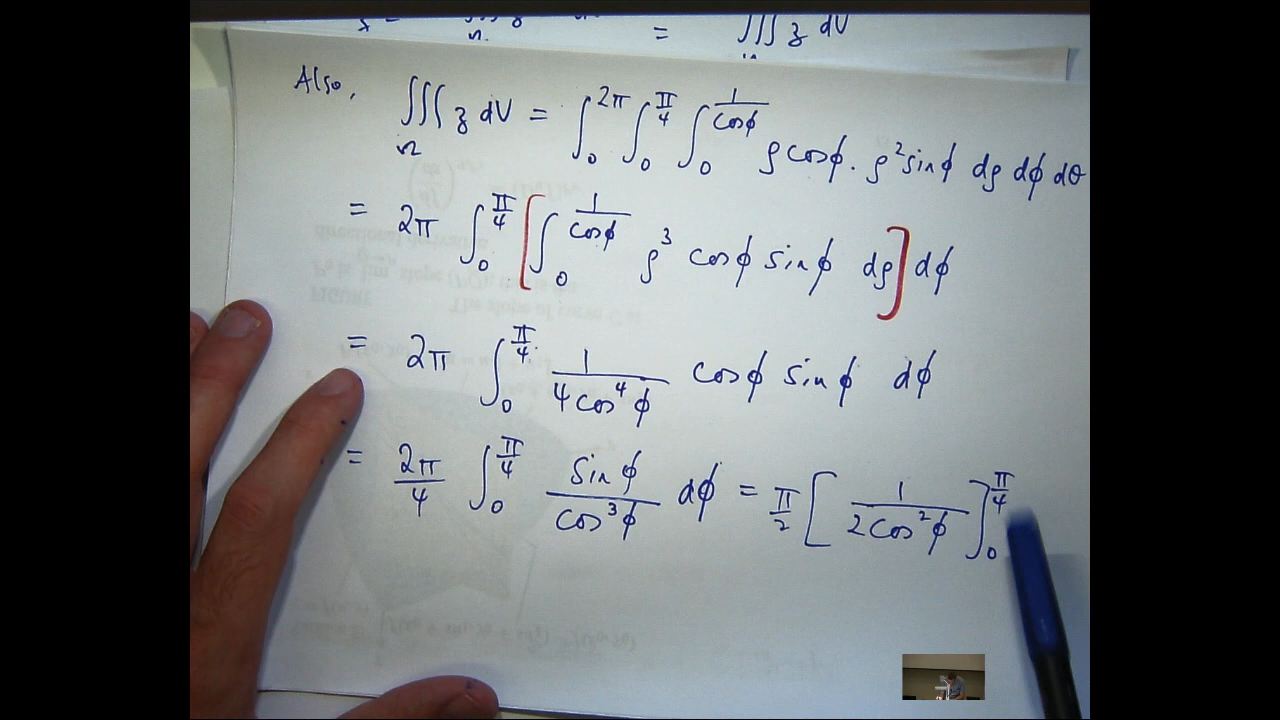 = ∭ z dV
Also, ∭_Ω z dV = ∫_0^{2π} ∫_0^{π/4} ∫_0^{1/cosϕ} ρ cosϕ . ρ² sinϕ dρ dϕ dθ
= 2π ∫_0^{π/4} [ ∫_0^{1/cosϕ} ρ³ cosϕ sinϕ dρ ] dϕ
= 2π ∫_0^{π/4} 1/(4cos⁴ϕ) cosϕ sinϕ dϕ
= 2π/4 ∫_0^{π/4} sinϕ/cos³ϕ dϕ = π/2 [ 1/(2cos²ϕ) ]_0^{π/4}